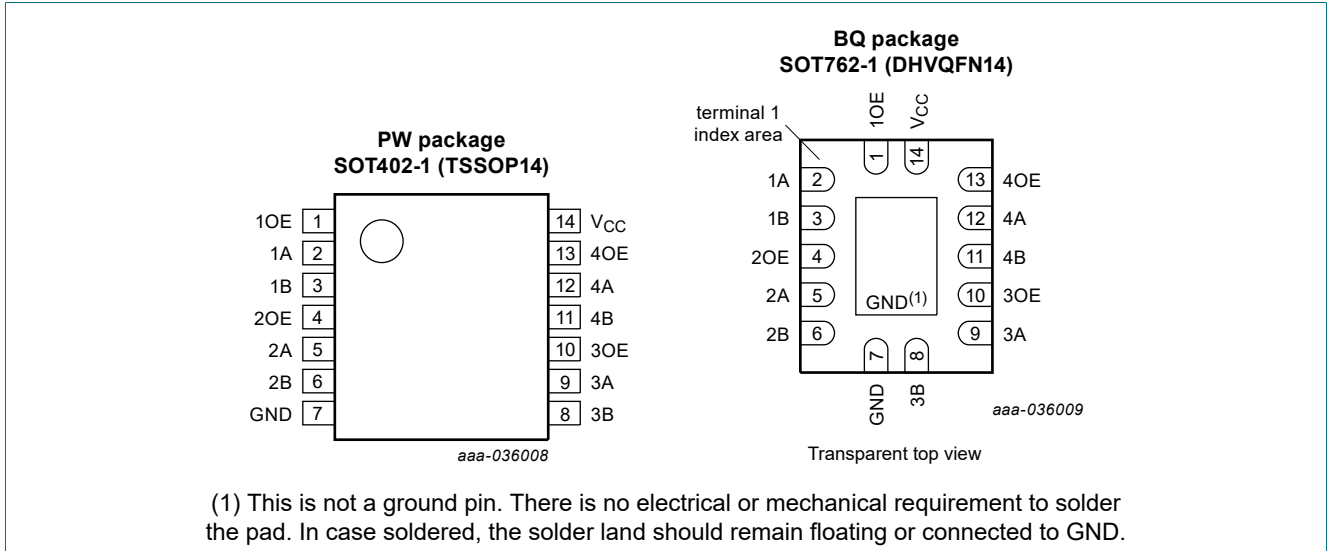 PW package
SOT402-1 (TSSOP14)
1OE 1
1A 2
1B 3
2OE 4
2A 5
2B 6
GND 7
14 VCC
13 4OE
12 4A
11 4B
10 3OE
9 3A
8 3B
aaa-036008
BQ package
SOT762-1 (DHVQFN14)
terminal 1
index area
1OE
VCC
1
14
1A 2
1B 3
2OE 4
2A 5
2B 6
13 4OE
12 4A
11 4B
10 3OE
9 3A
GND(1)
7
8
GND
3B
aaa-036009
Transparent top view
(1) This is not a ground pin. There is no electrical or mechanical requirement to solder
the pad. In case soldered, the solder land should remain floating or connected to GND.